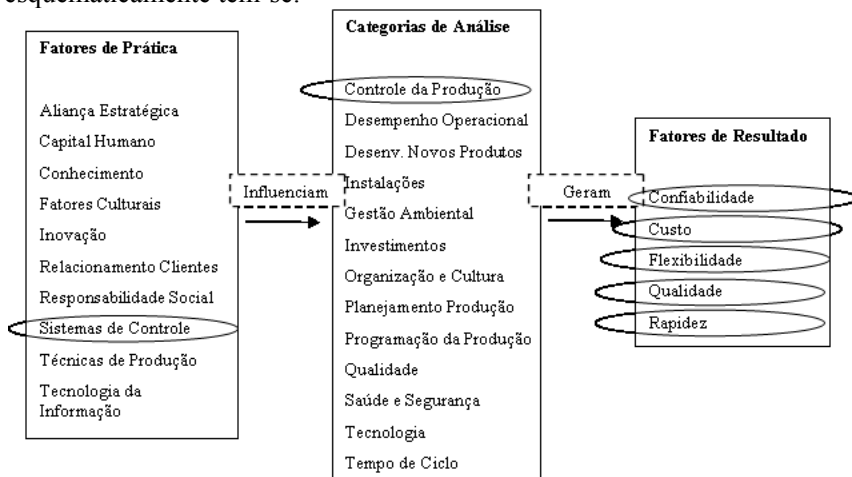 esquematicamente tem-se:
Fatores de Prática
Aliança Estratégica
Capital Humano
Conhecimento
Fatores Culturais
Inovação
Relacionamento Clientes
Responsabilidade Social
Sistemas de Controle
Técnicas de Produção
Tecnologia da
Informação
Influenciam
Categorias de Análise
Controle da Produção
Desempenho Operacional
Desenv. Novos Produtos
Instalações
Gestão Ambiental
Investimentos
Organização e Cultura
Planejamento Produção
Programação da Produção
Qualidade
Saúde e Segurança
Tecnologia
Tempo de Ciclo
Geram
Fatores de Resultado
Confiabilidade
Custo
Flexibilidade
Qualidade
Rapidez